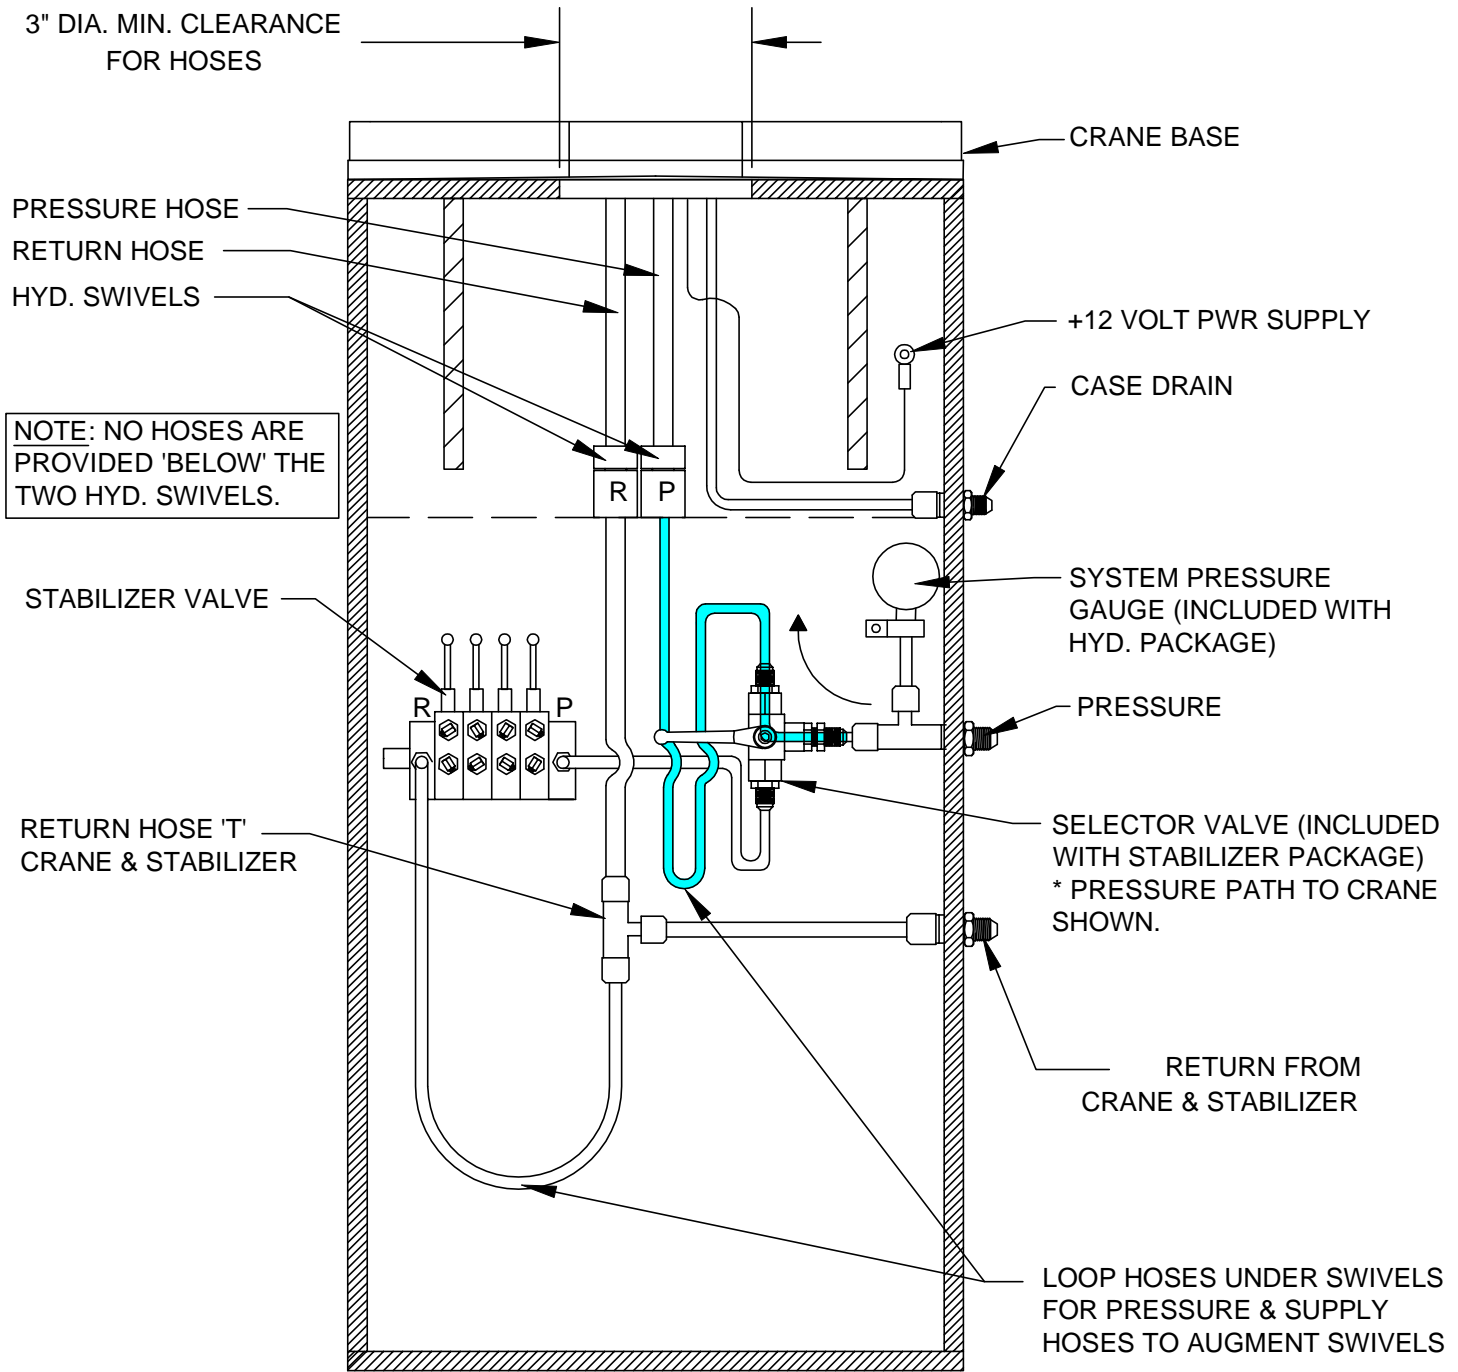 3" DIA. MIN. CLEARANCE
FOR HOSES
CRANE BASE
PRESSURE HOSE
RETURN HOSE
HYD. SWIVELS
+12 VOLT PWR SUPPLY
CASE DRAIN
NOTE: NO HOSES ARE
PROVIDED 'BELOW' THE
TWO HYD. SWIVELS.
R
P
SYSTEM PRESSURE
GAUGE (INCLUDED WITH
HYD. PACKAGE)
STABILIZER VALVE
R
P
PRESSURE
RETURN HOSE 'T'
CRANE & STABILIZER
SELECTOR VALVE (INCLUDED
WITH STABILIZER PACKAGE)
* PRESSURE PATH TO CRANE
SHOWN.
RETURN FROM
CRANE & STABILIZER
LOOP HOSES UNDER SWIVELS
FOR PRESSURE & SUPPLY
HOSES TO AUGMENT SWIVELS